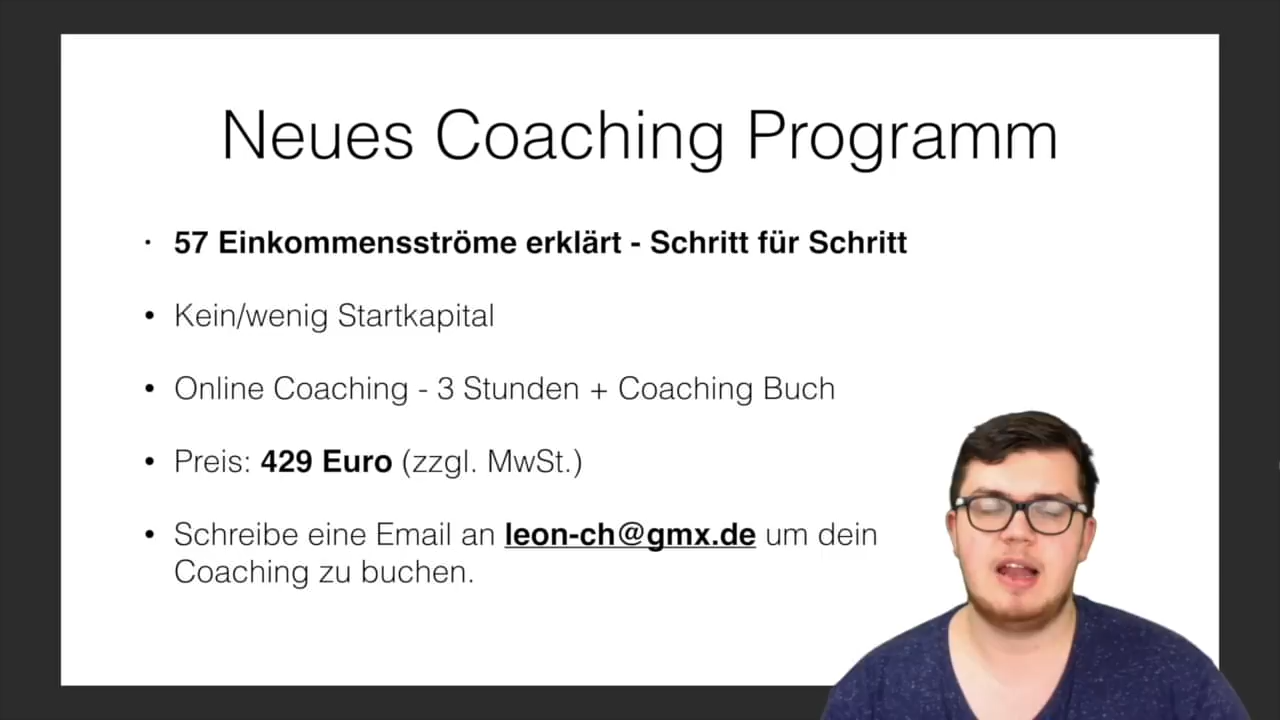 Neues Coaching Programm
• 57 Einkommensströme erklärt - Schritt für Schritt
• Kein/wenig Startkapital
• Online Coaching - 3 Stunden + Coaching Buch
• Preis: 429 Euro (zzgl. MwSt.)
• Schreibe eine Email an leon-ch@gmx.de um dein
Coaching zu buchen.